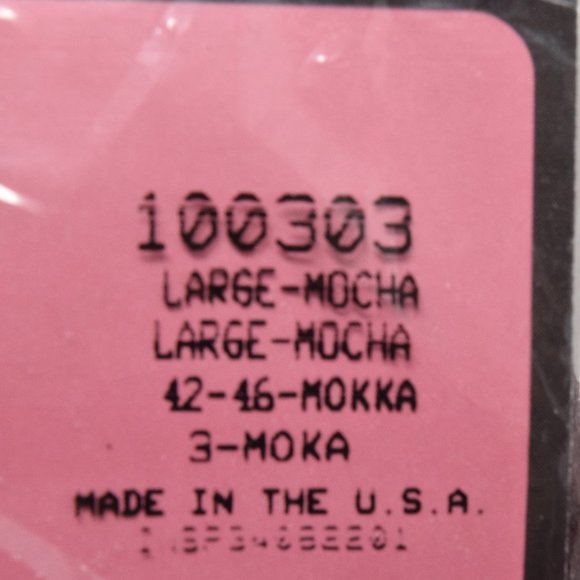 100303
LARGE-MOCHA
LARGE-MOCHA
42-46-MOKKA
3-MOKA
MADE IN THE U.S.A.